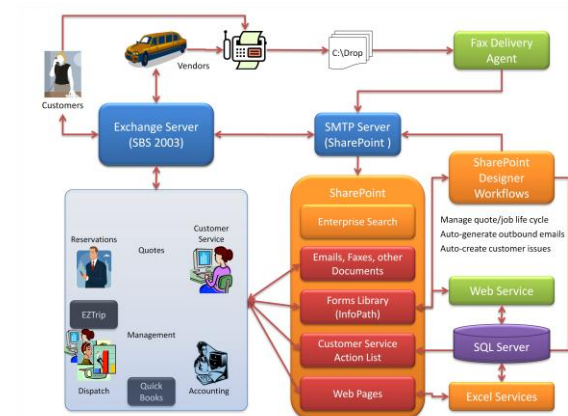 C:\Drop
Fax Delivery
Agent
Vendors
Customers
Exchange Server
(SBS 2003)
SMTP Server
(SharePoint )
SharePoint
Designer
Workflows
SharePoint
Enterprise Search
Manage quote/job life cycle
Auto-generate outbound emails
Auto-create customer issues
Reservations
Quotes
Customer
Service
Emails, Faxes, other
Documents
Forms Library
(InfoPath)
Web Service
EZTrip
Management
Customer Service
Action List
SQL Server
Dispatch
Quick
Books
Accounting
Web Pages
Excel Services